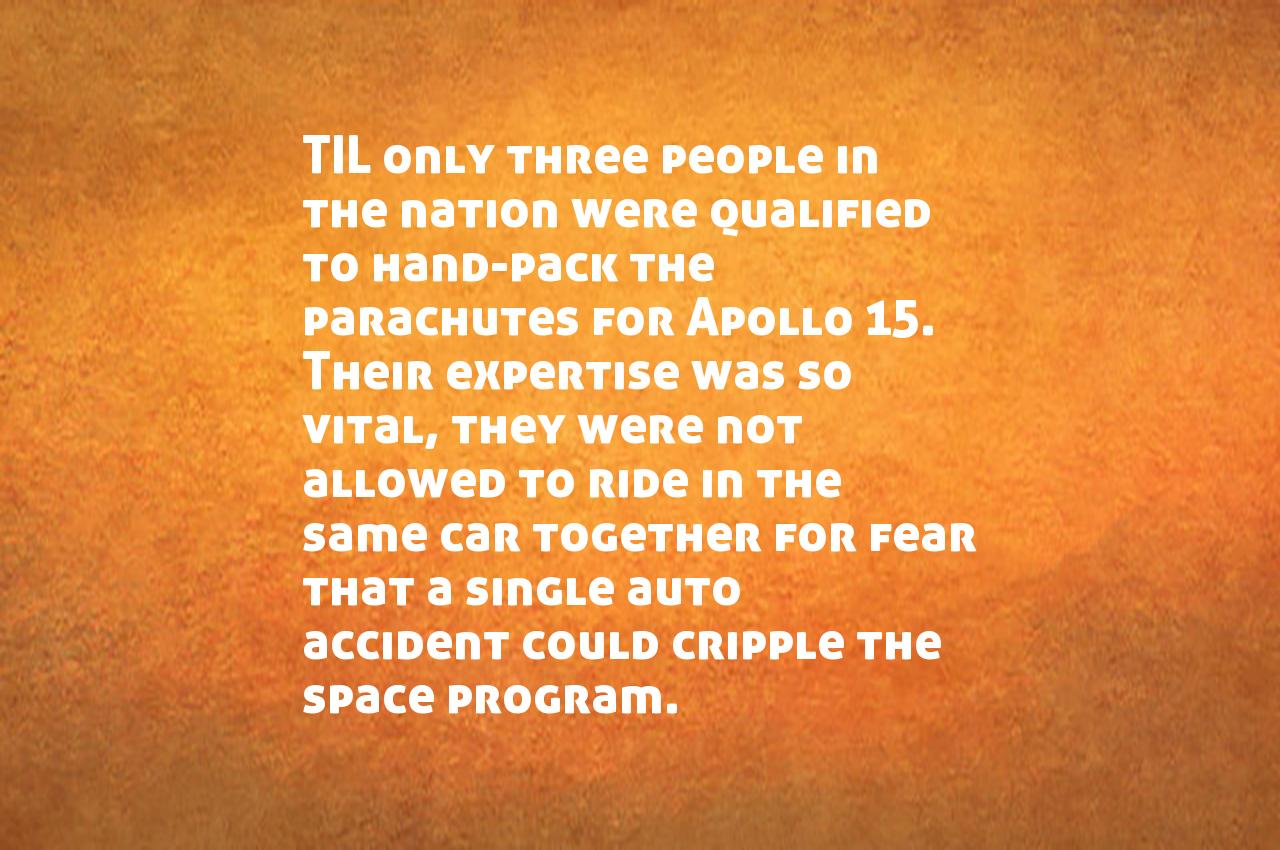 TIL only three people in
the nation were qualified
to hand-pack the
parachutes for Apollo 15.
Their expertise was so
vital, they were not
allowed to ride in the
same car together for fear
that a single auto
accident could cripple the
space program.